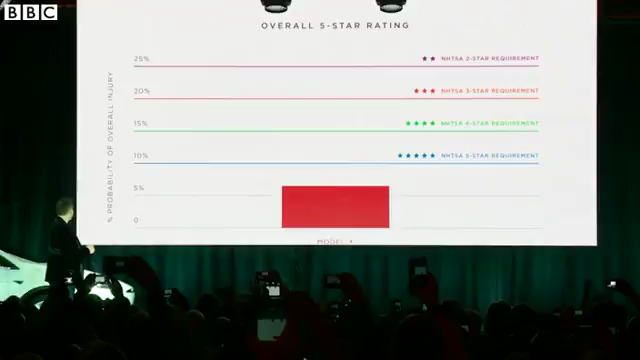 BBC
OVERALL 5-STAR RATING
25%
★★ NHTSA 2-STAR REQUIREMENT
20%
★★★ NHTSA 3-STAR REQUIREMENT
15%
★★★★ NHTSA 4-STAR REQUIREMENT
10%
★★★★★ NHTSA 5-STAR REQUIREMENT
5%
0
% PROBABILITY OF OVERALL INJURY
MODEL